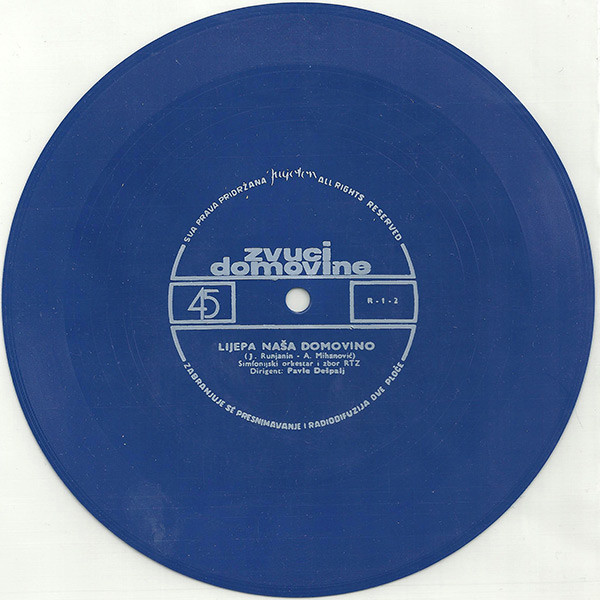 SVA PRAVA PRIDRŽANA jugoton ALL RIGHTS RESERVED
zvuci
domovine
45
R - 1 - 2
LIJEPA NAŠA DOMOVINO
( J. Runjanin - A. Mihanović)
Simfonijski orkestar i zbor RTZ
Dirigent: Pavle Dešpalj
ZABRANJUJE SE PRESNIMAVANJE I RADIODIFUZIJA OVE PLOČE